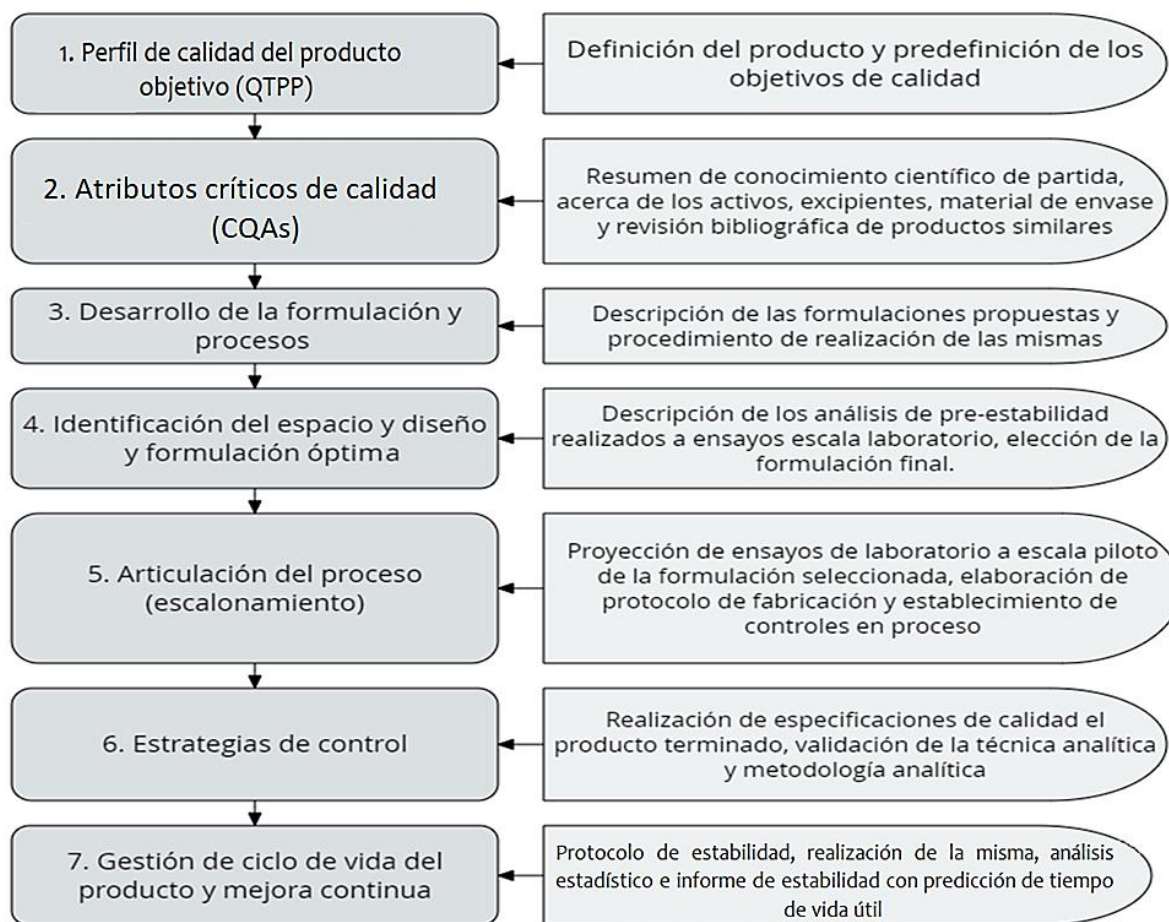 1. Perfil de calidad del producto
objetivo (QTPP)
Definición del producto y predefinición de los
objetivos de calidad
2. Atributos críticos de calidad
(CQAs)
Resumen de conocimiento científico de partida,
acerca de los activos, excipientes, material de envase
y revisión bibliográfica de productos similares
3. Desarrollo de la formulación y
procesos
Descripción de las formulaciones propuestas y
procedimiento de realización de las mismas
4. Identificación del espacio y diseño
y formulación óptima
Descripción de los análisis de pre-estabilidad
realizados a ensayos escala laboratorio, elección de la
formulación final.
5. Articulación del proceso
(escalonamiento)
Proyección de ensayos de laboratorio a escala piloto
de la formulación seleccionada, elaboración de
protocolo de fabricación y establecimiento de
controles en proceso
6. Estrategias de control
Realización de especificaciones de calidad el
producto terminado, validación de la técnica analítica
y metodología analítica
7. Gestión de ciclo de vida del
producto y mejora continua
Protocolo de estabilidad, realización de la misma, análisis
estadístico e informe de estabilidad con predicción de tiempo
de vida útil